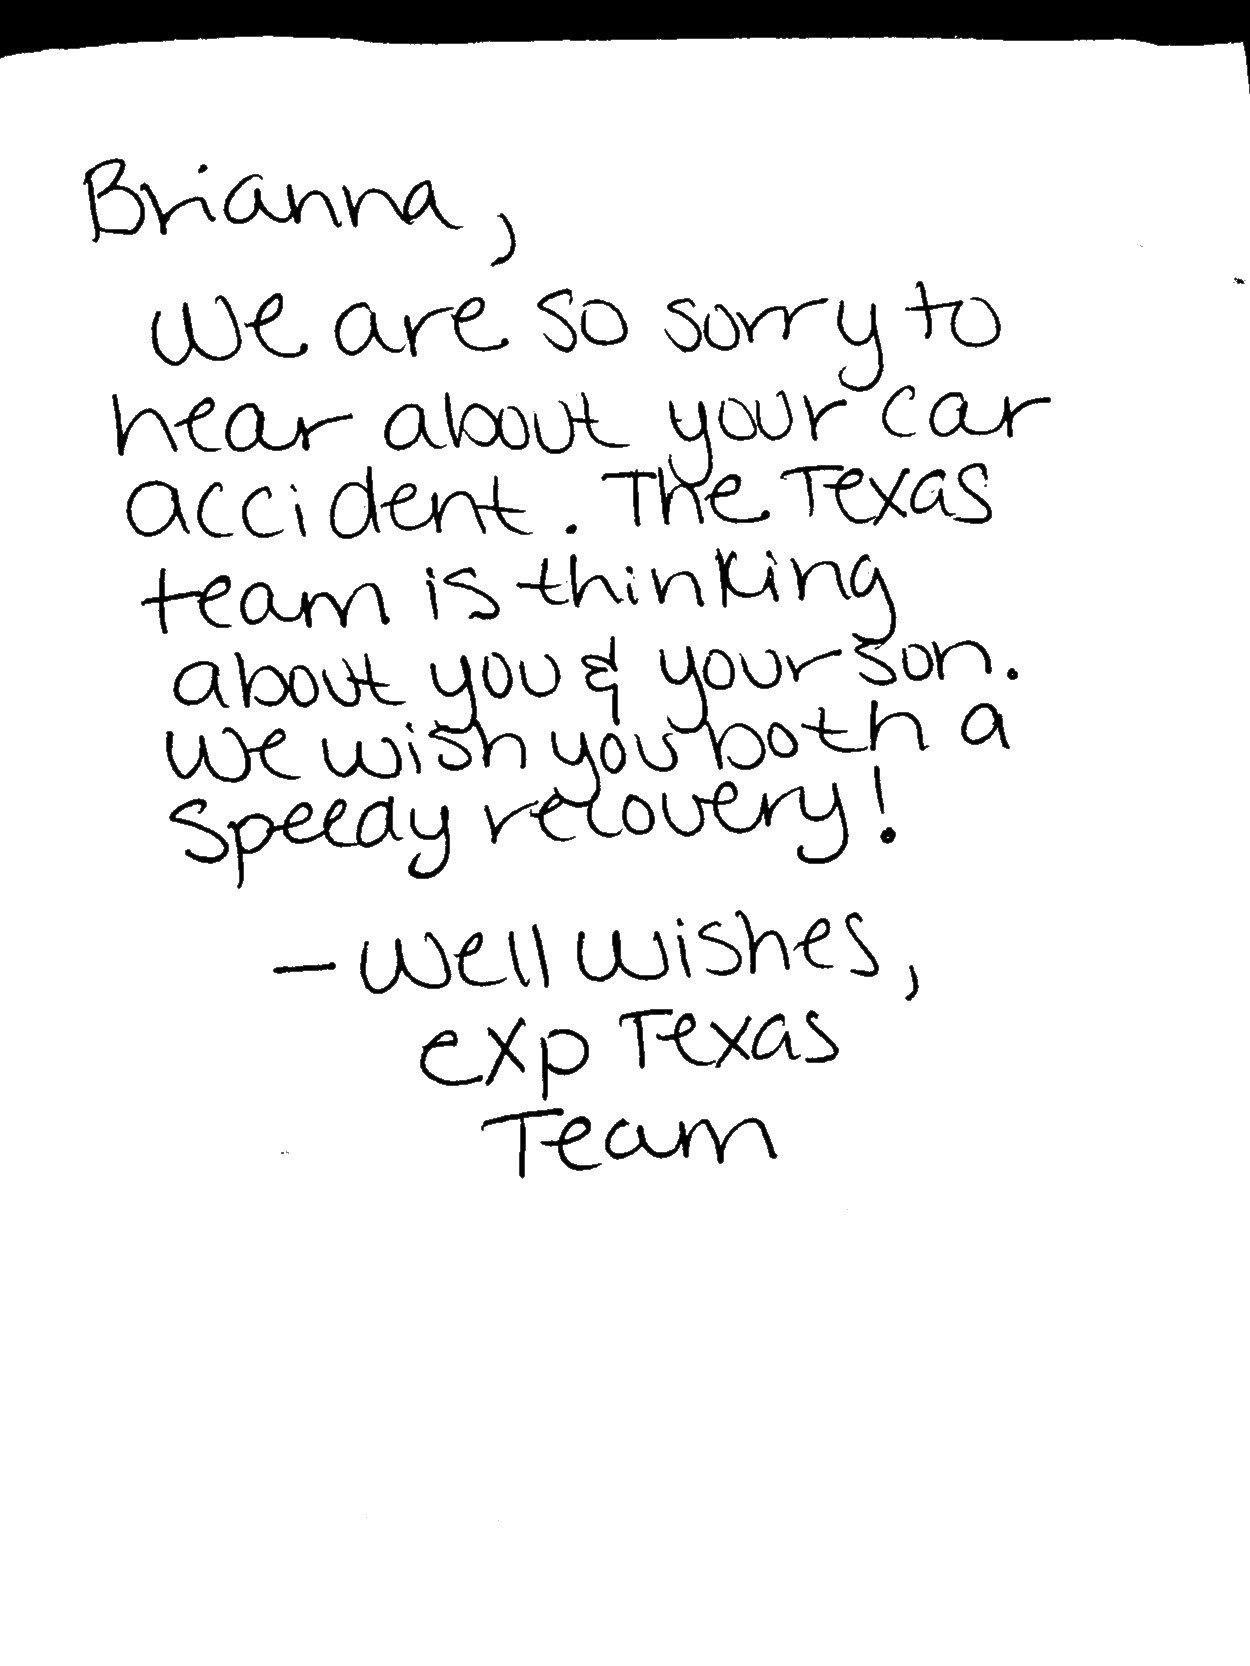 Brianna,
We are so sorry to
hear about your car
accident. The Texas
team is thinking
about you & your son.
We wish you both a
speedy recovery!
- Well wishes,
exp Texas
Team